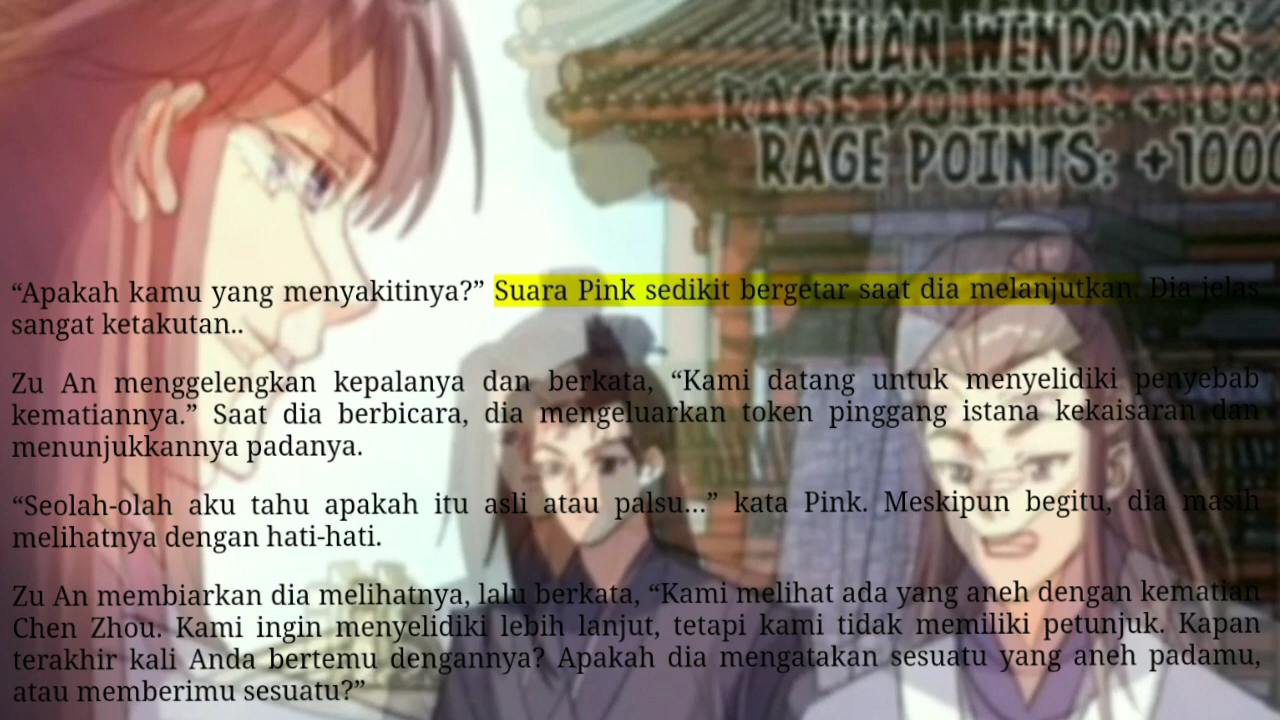 YUAN WENDONG'S
RAGE POINTS: +100
RAGE POINTS: +1000
“Apakah kamu yang menyakitinya?” Suara Pink sedikit bergetar saat dia melanjutkan. Dia jelas
sangat ketakutan..
Zu An menggelengkan kepalanya dan berkata, “Kami datang untuk menyelidiki penyebab
kematiannya.” Saat dia berbicara, dia mengeluarkan token pinggang istana kekaisaran dan
menunjukkannya padanya.
“Seolah-olah aku tahu apakah itu asli atau palsu...” kata Pink. Meskipun begitu, dia masih
melihatnya dengan hati-hati.
Zu An membiarkan dia melihatnya, lalu berkata, “Kami melihat ada yang aneh dengan kematian
Chen Zhou. Kami ingin menyelidiki lebih lanjut, tetapi kami tidak memiliki petunjuk. Kapan
terakhir kali Anda bertemu dengannya? Apakah dia mengatakan sesuatu yang aneh padamu,
atau memberimu sesuatu?”